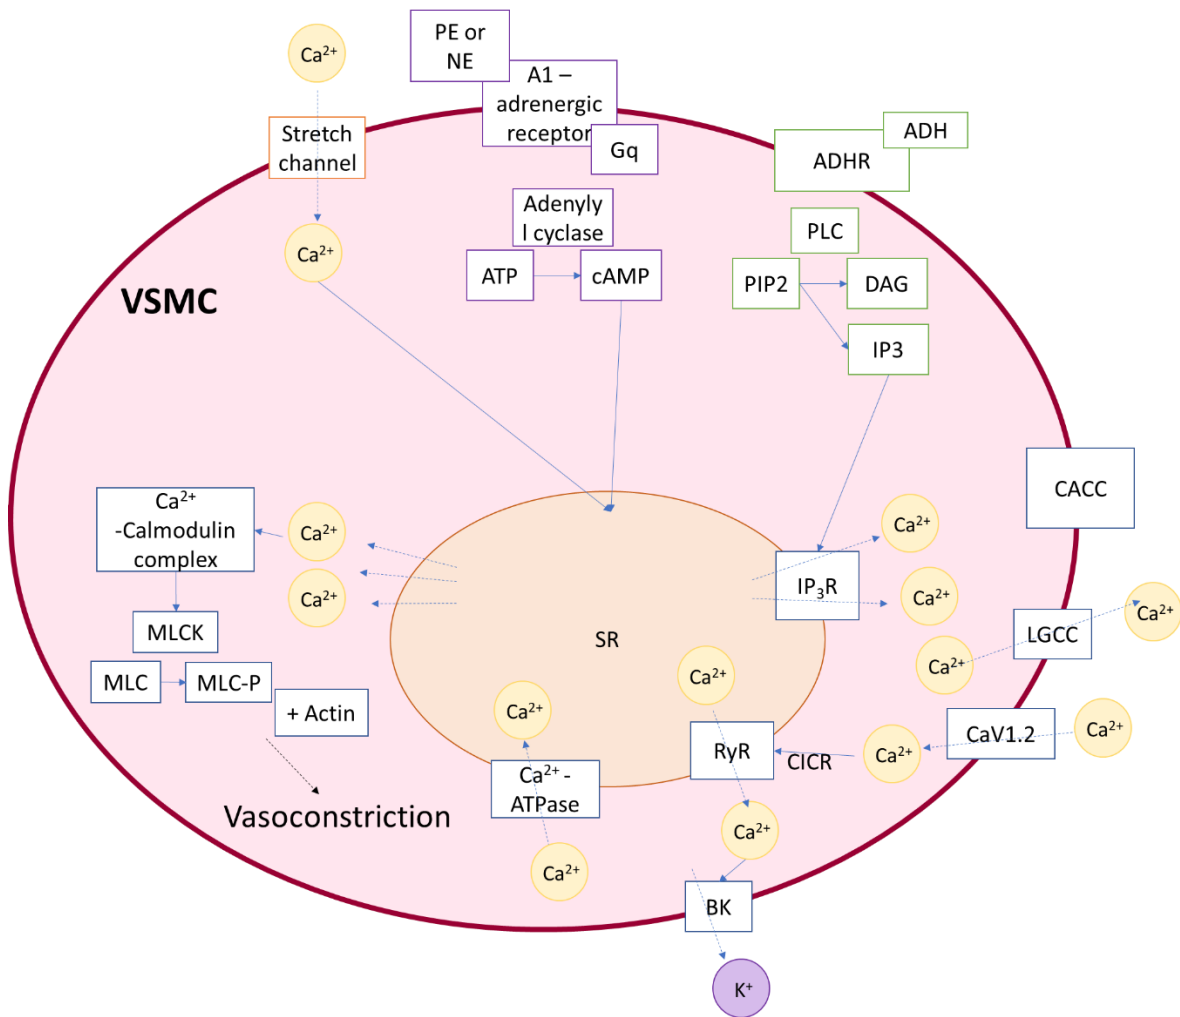 Ca²⁺
PE or
NE
A1 –
adrenergic
receptor
Gq
ADH
ADHR
Stretch
channel
Ca²⁺
Adenyly
l cyclase
ATP
cAMP
PLC
PIP2
DAG
IP3
VSMC
CACC
Ca²⁺
-Calmodulin
complex
Ca²⁺
Ca²⁺
MLCK
MLC
MLC-P
+ Actin
Vasoconstriction
SR
IP₃R
Ca²⁺
Ca²⁺
Ca²⁺
LGCC
Ca²⁺
Ca²⁺
Ca²⁺
RyR
CICR
Ca²⁺
CaV1.2
Ca²⁺
Ca²⁺ -
ATPase
Ca²⁺
Ca²⁺
BK
K⁺